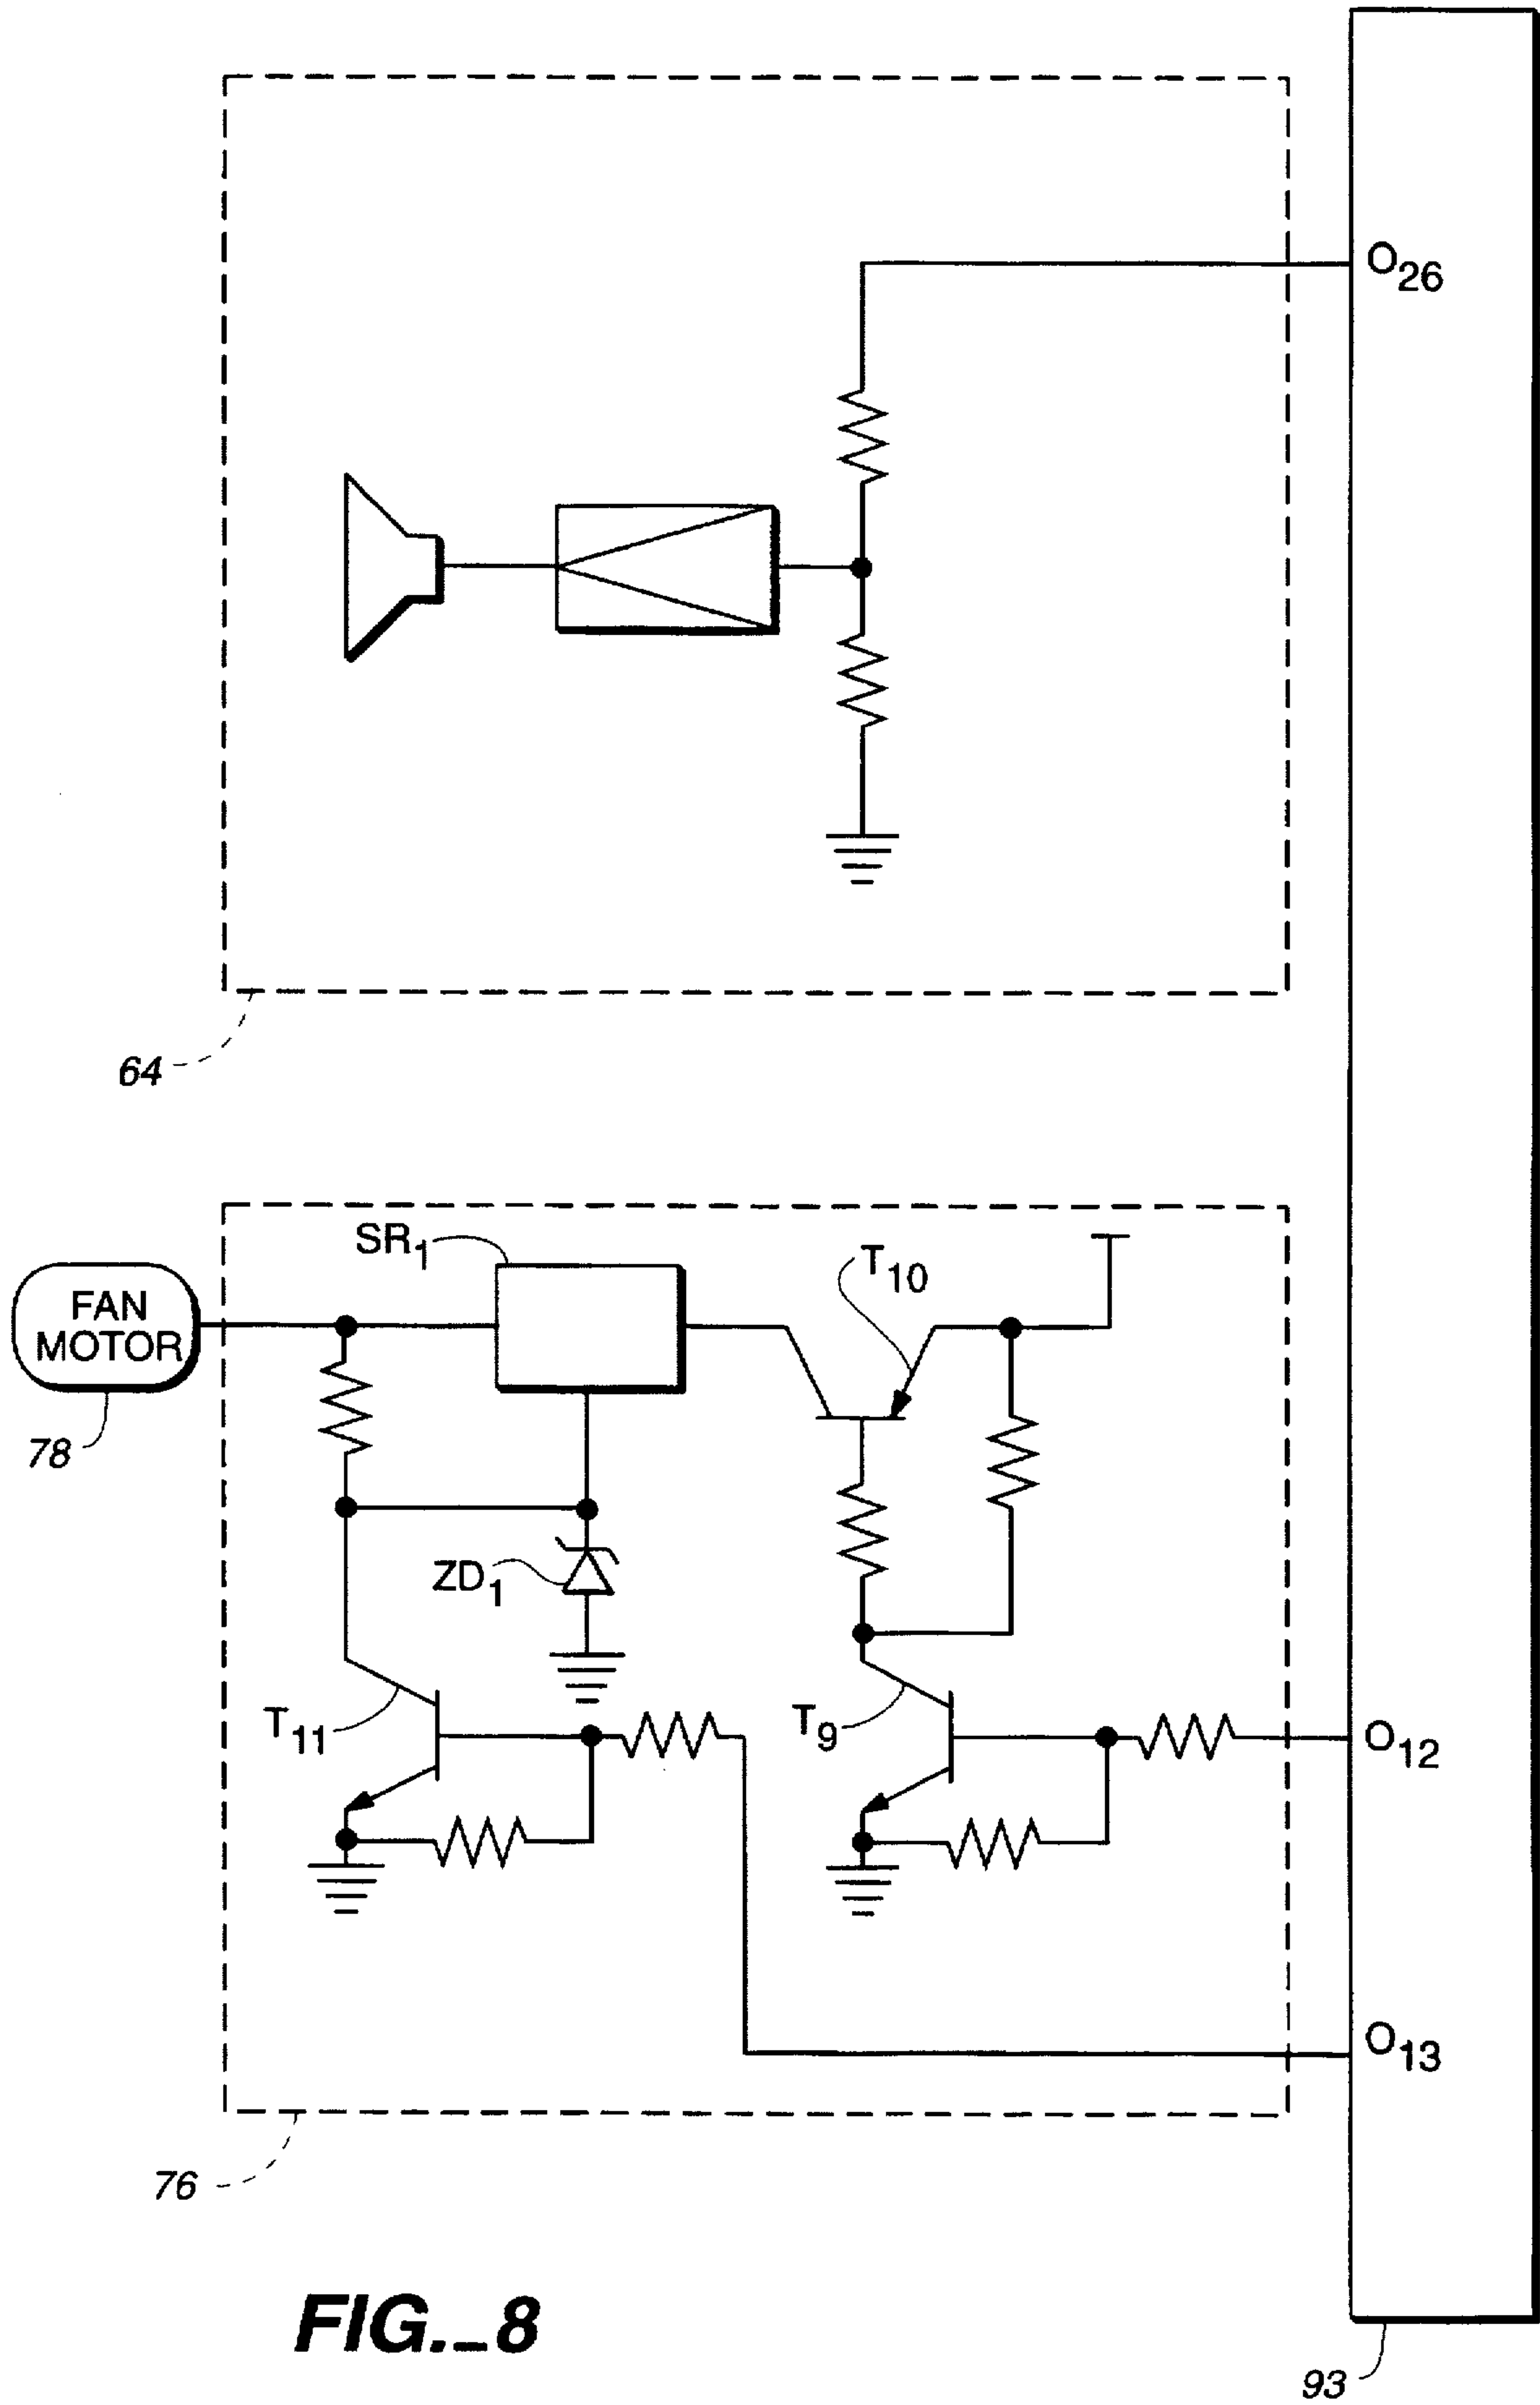 O26
64
SR1
T10
FAN
MOTOR
78
ZD1
T11
T9
O12
O13
76
FIG._8
93